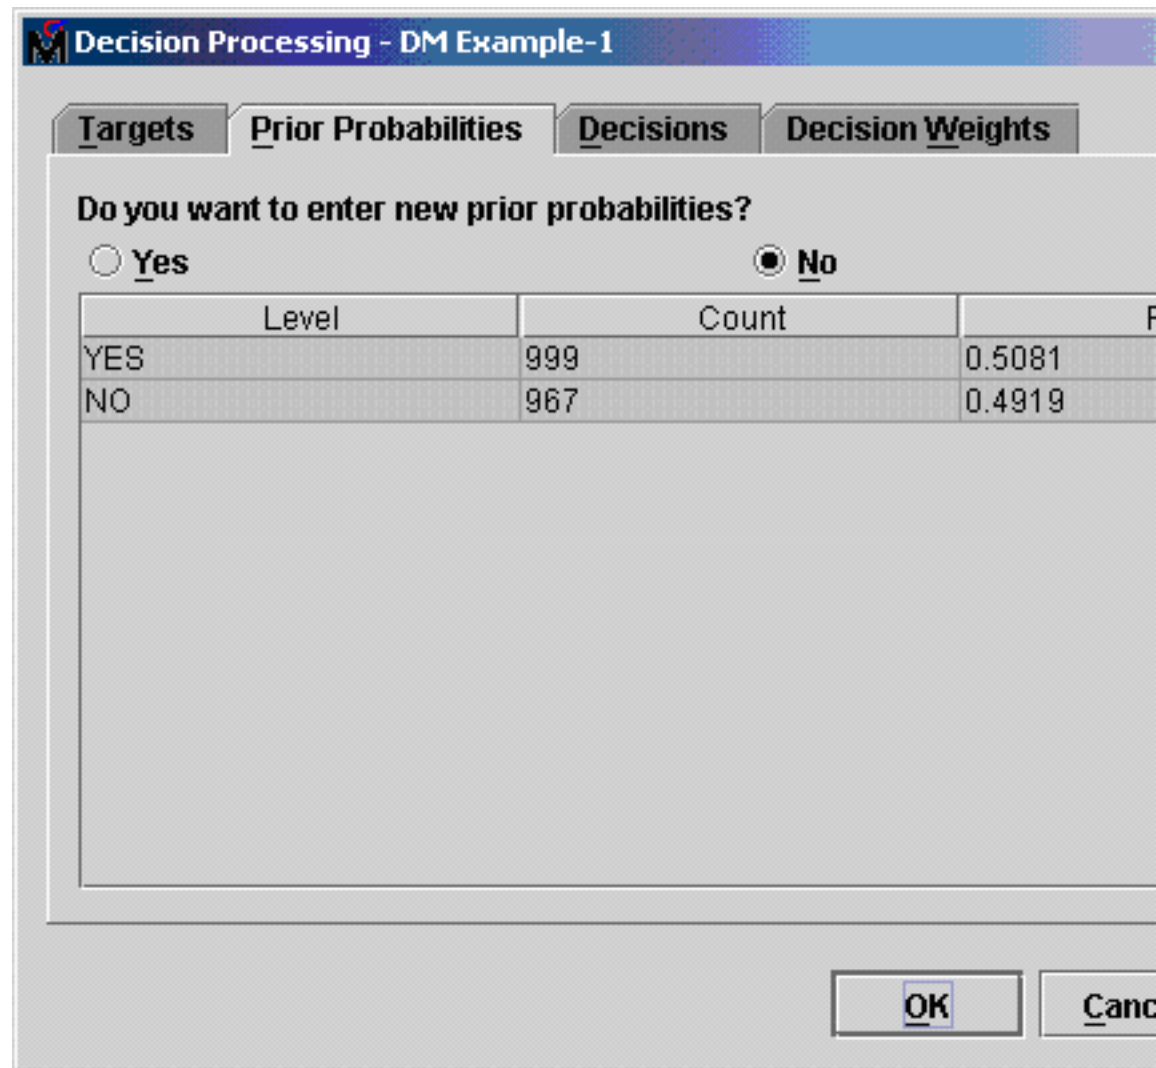 Decision Processing - DM Example-1
Targets Prior Probabilities Decisions Decision Weights
Do you want to enter new prior probabilities?
Yes No
Level Count
YES 999 0.5081
NO 967 0.4919
OK